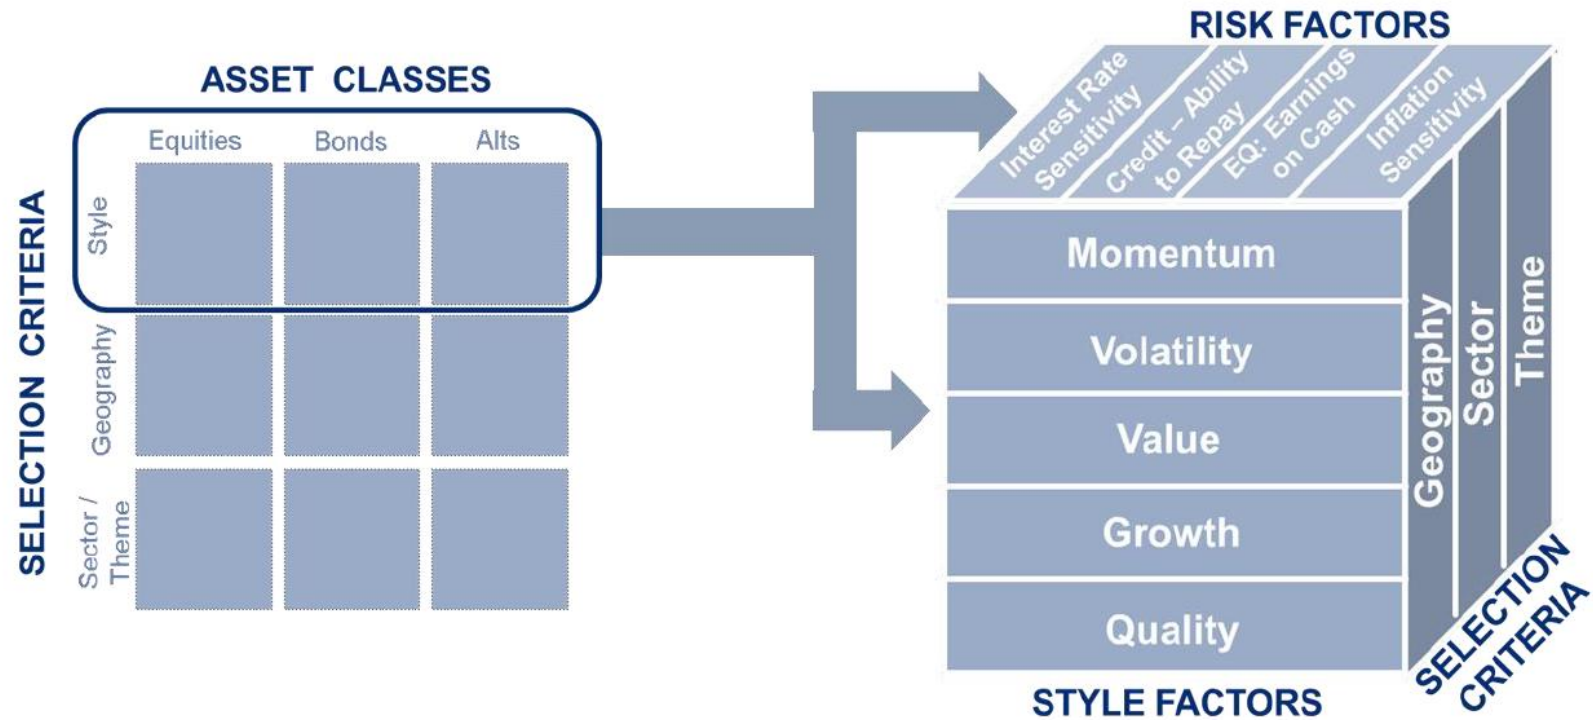 ASSET CLASSES
Equities
Bonds
Alts
SELECTION CRITERIA
Style
Geography
Sector /
Theme
RISK FACTORS
Interest Rate
Sensitivity
Credit – Ability
to Repay
EQ: Earnings
on Cash
Inflation
Sensitivity
Momentum
Volatility
Value
Growth
Quality
Geography
Sector
Theme
STYLE FACTORS
SELECTION
CRITERIA